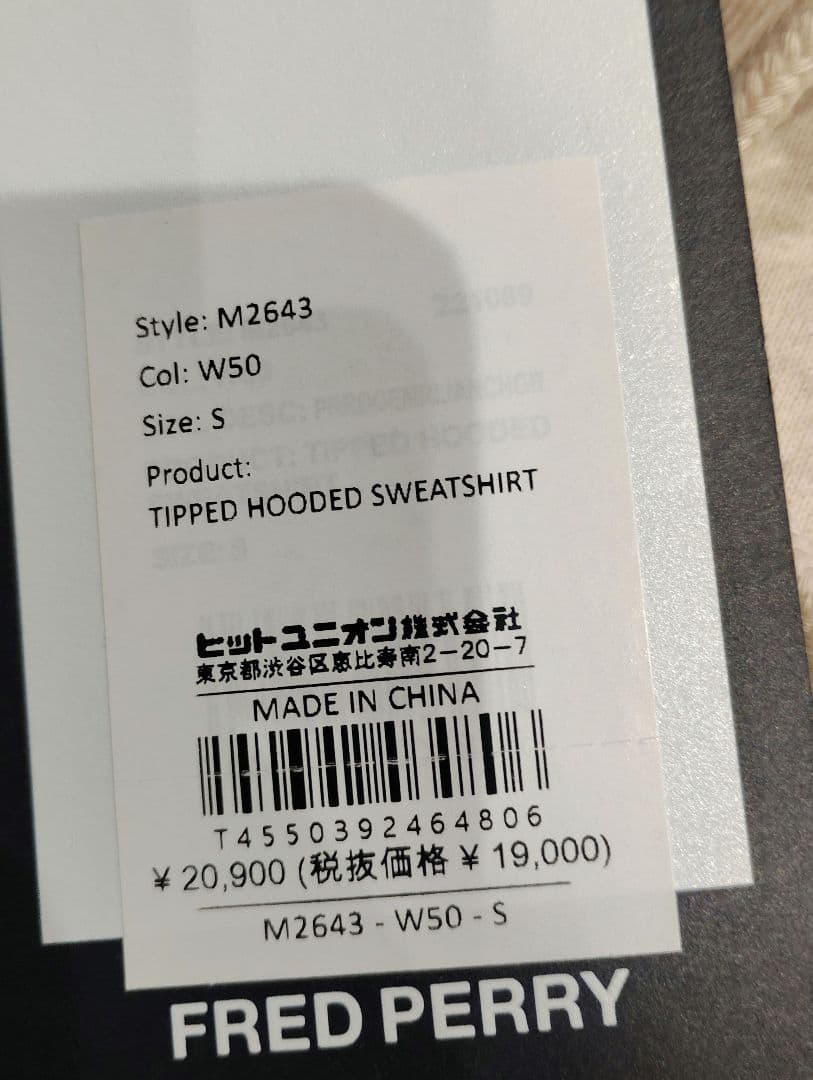 Style: M2643
Col: W50
Size: S
Product:
TIPPED HOODED SWEATSHIRT
ヒットユニオン株式会社
東京都渋谷区恵比寿南2-20-7
MADE IN CHINA
T4550392464806
¥ 20,900 (税抜価格 ¥ 19,000)
M2643 - W50 - S
FRED PERRY